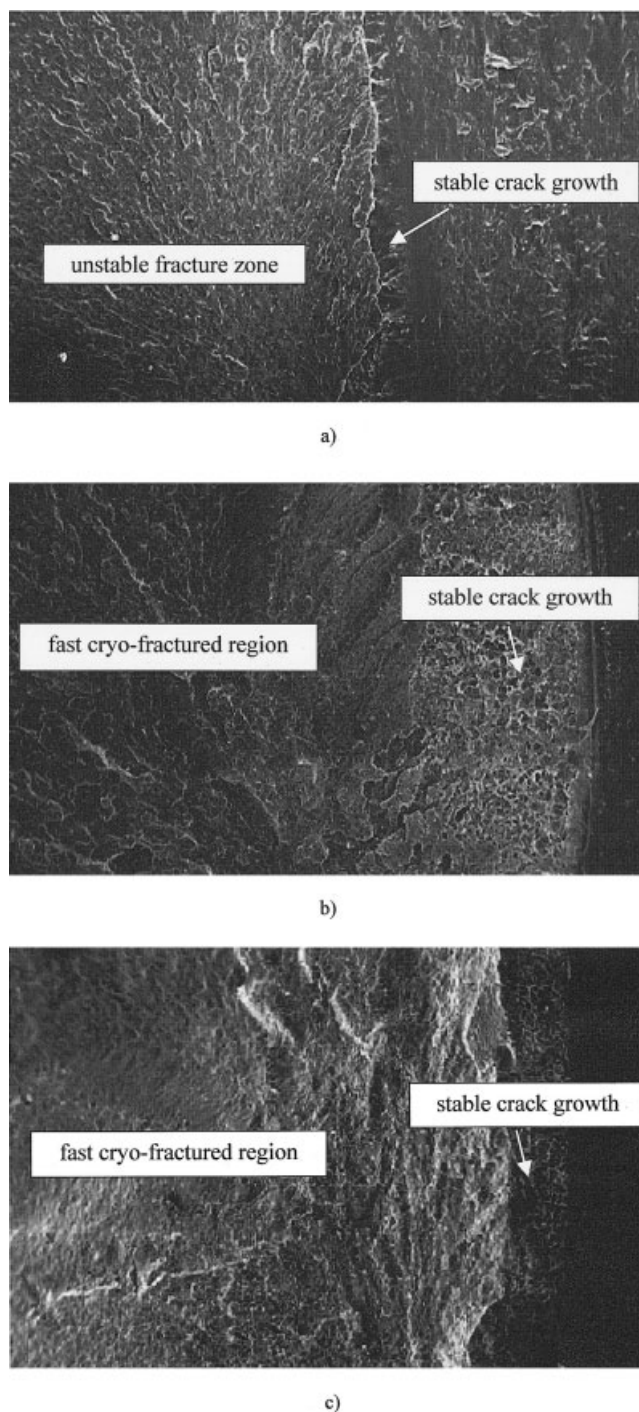 stable crack growth
unstable fracture zone
a)
stable crack growth
fast cryo-fractured region
b)
stable crack growth
fast cryo-fractured region
c)